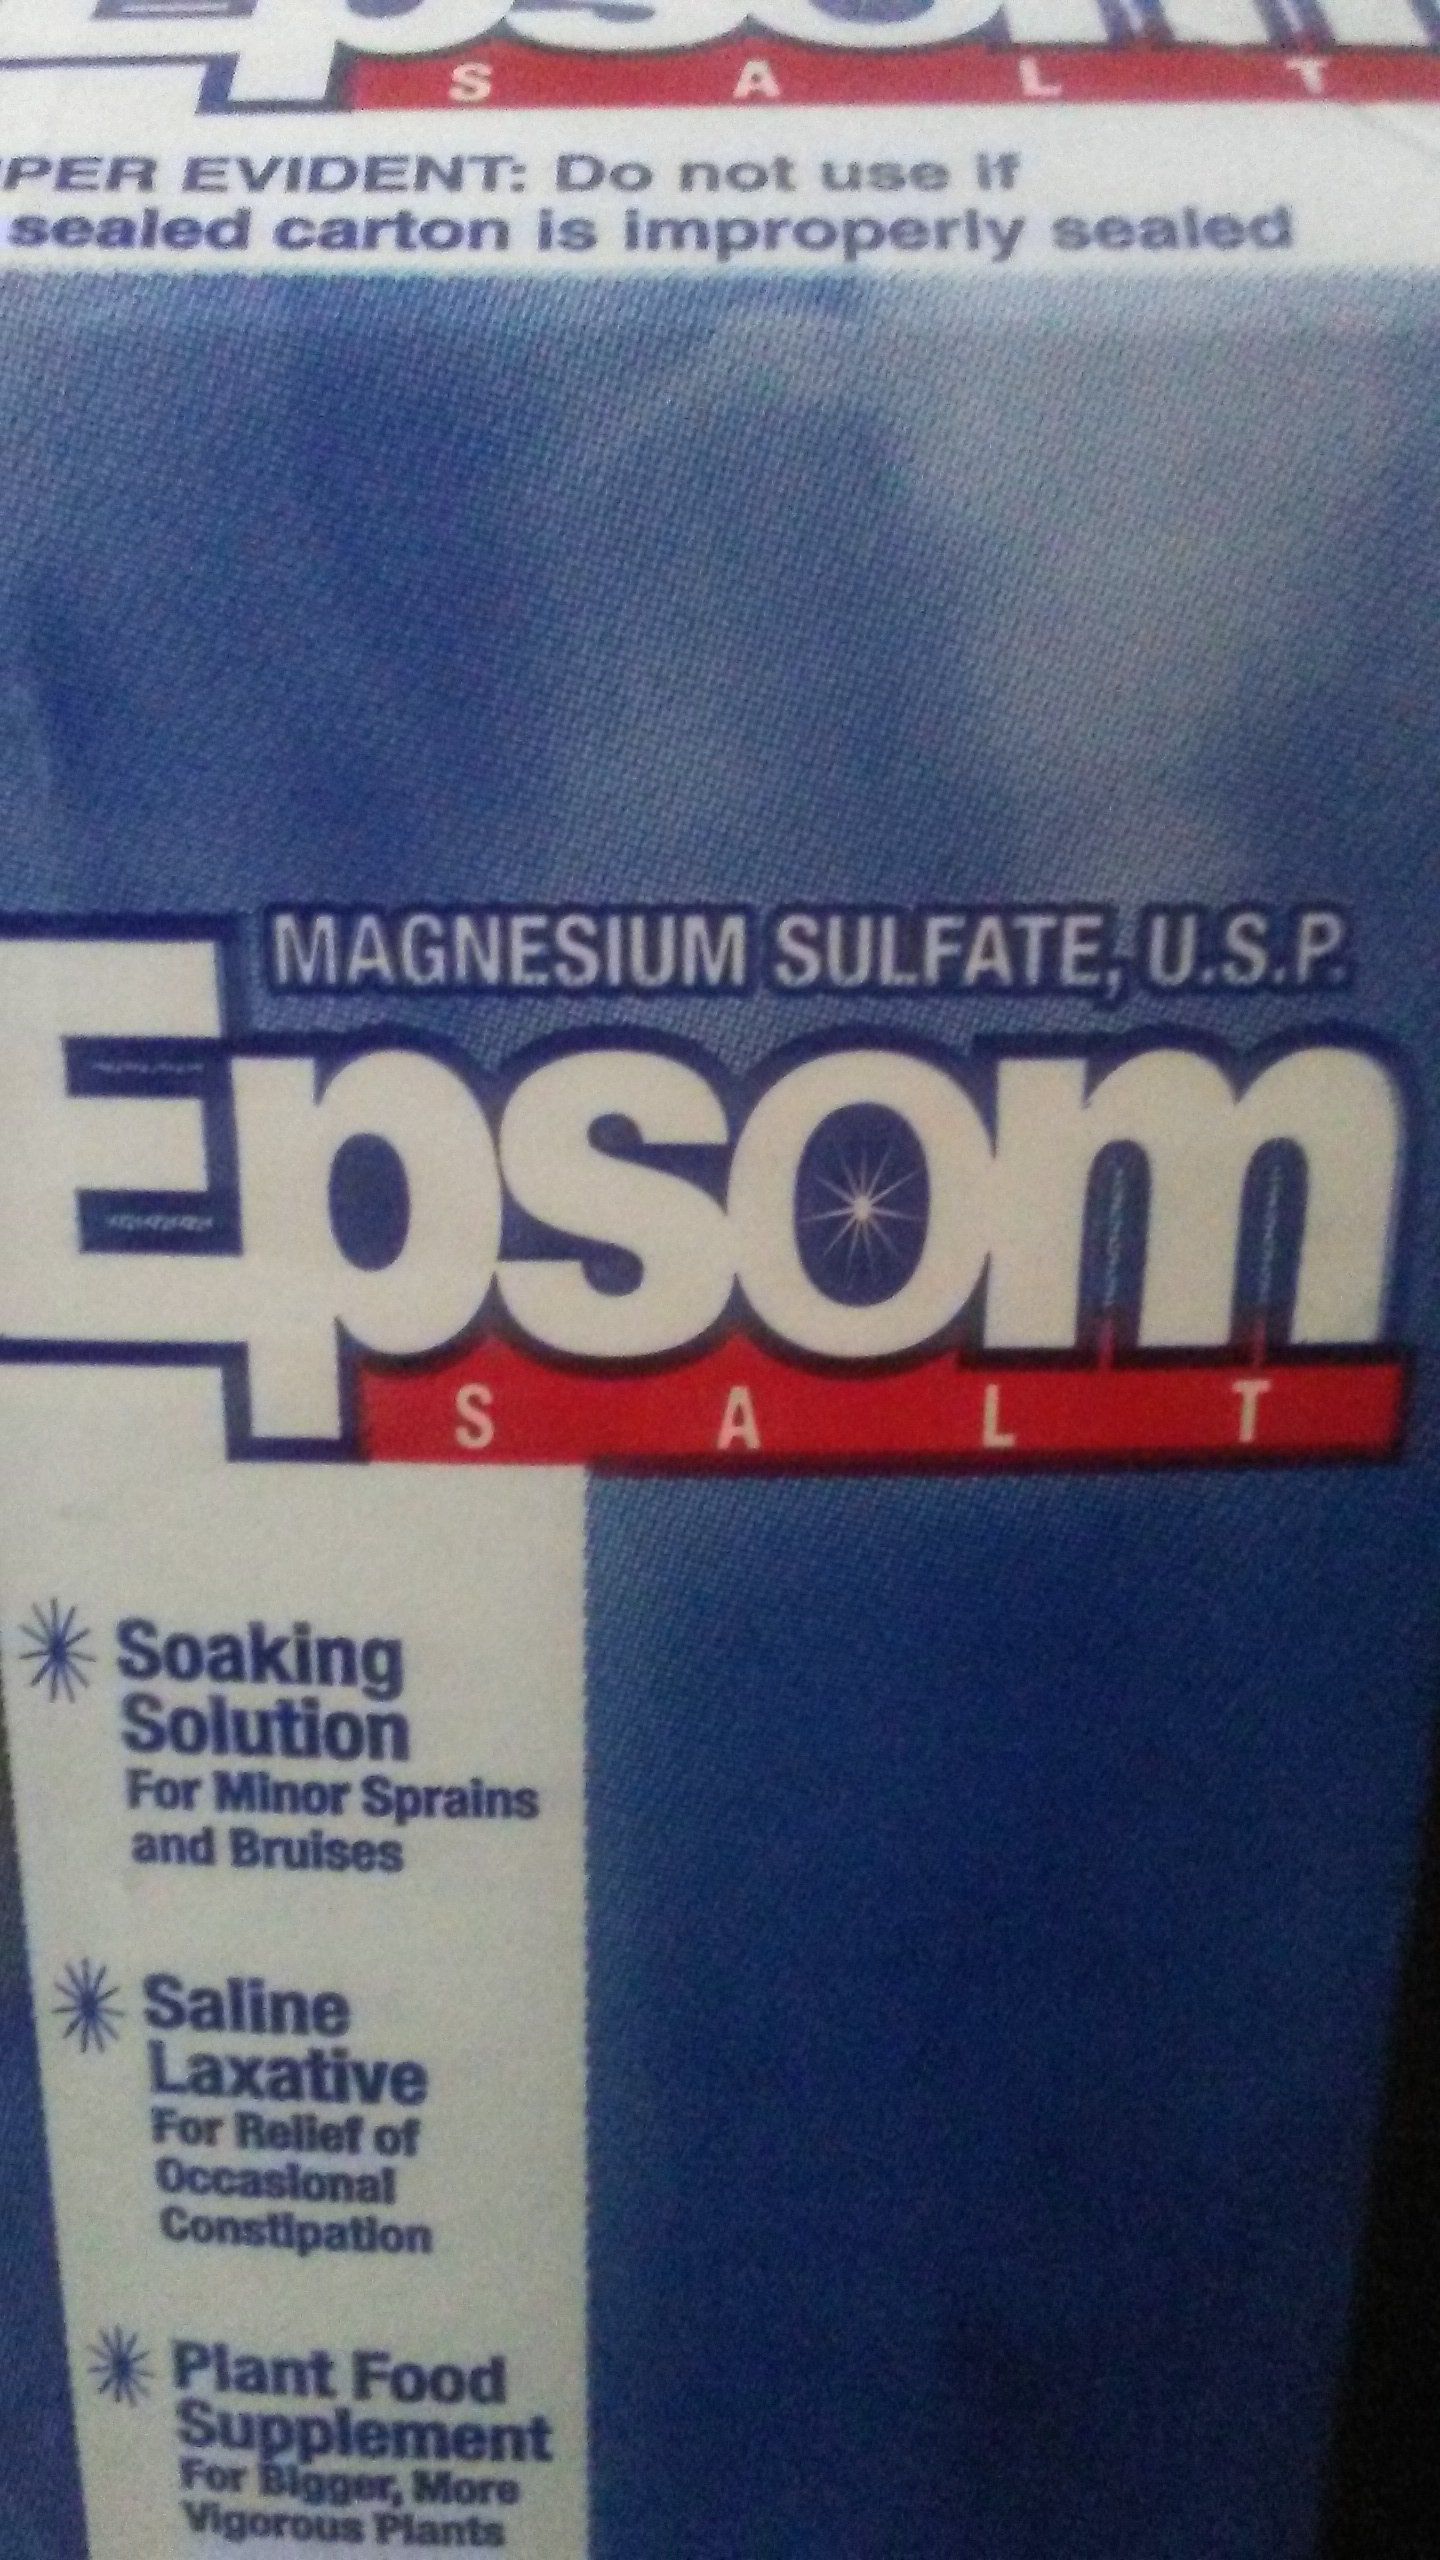 Epsom
S A L T
PER EVIDENT: Do not use if
sealed carton is improperly sealed
MAGNESIUM SULFATE, U.S.P.
Epsom
S A L T
Soaking
Solution
For Minor Sprains
and Bruises
Saline
Laxative
For Relief of
Occasional
Constipation
Plant Food
Supplement
For Bigger, More
Vigorous Plants